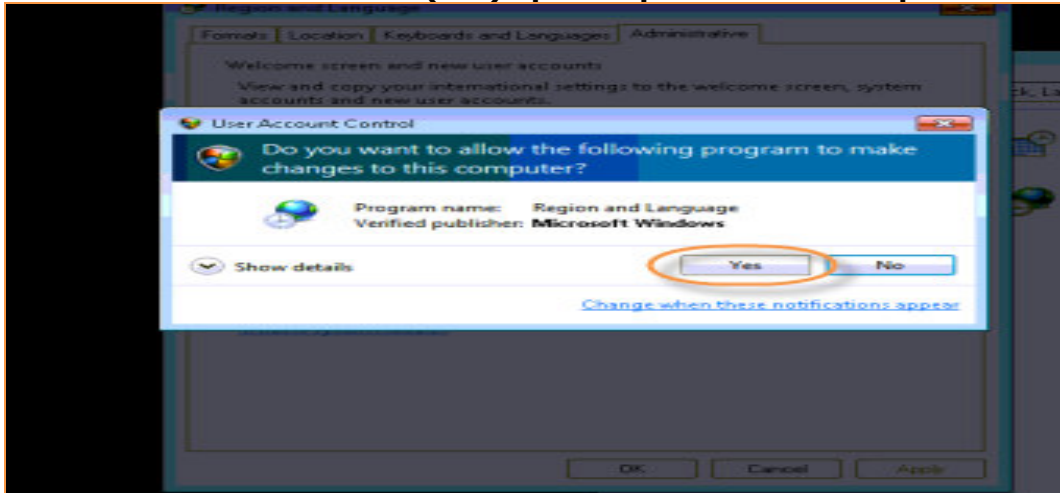 Region and Language
Formats Location Keyboards and Languages Administrative
Welcome screen and new user accounts
View and copy your international settings to the welcome screen, system
accounts and new user accounts.
User Account Control
Do you want to allow the following program to make
changes to this computer?
Program name: Region and Language
Verified publisher: Microsoft Windows
Show details
Yes No
Change when these notifications appear
OK Cancel Apply